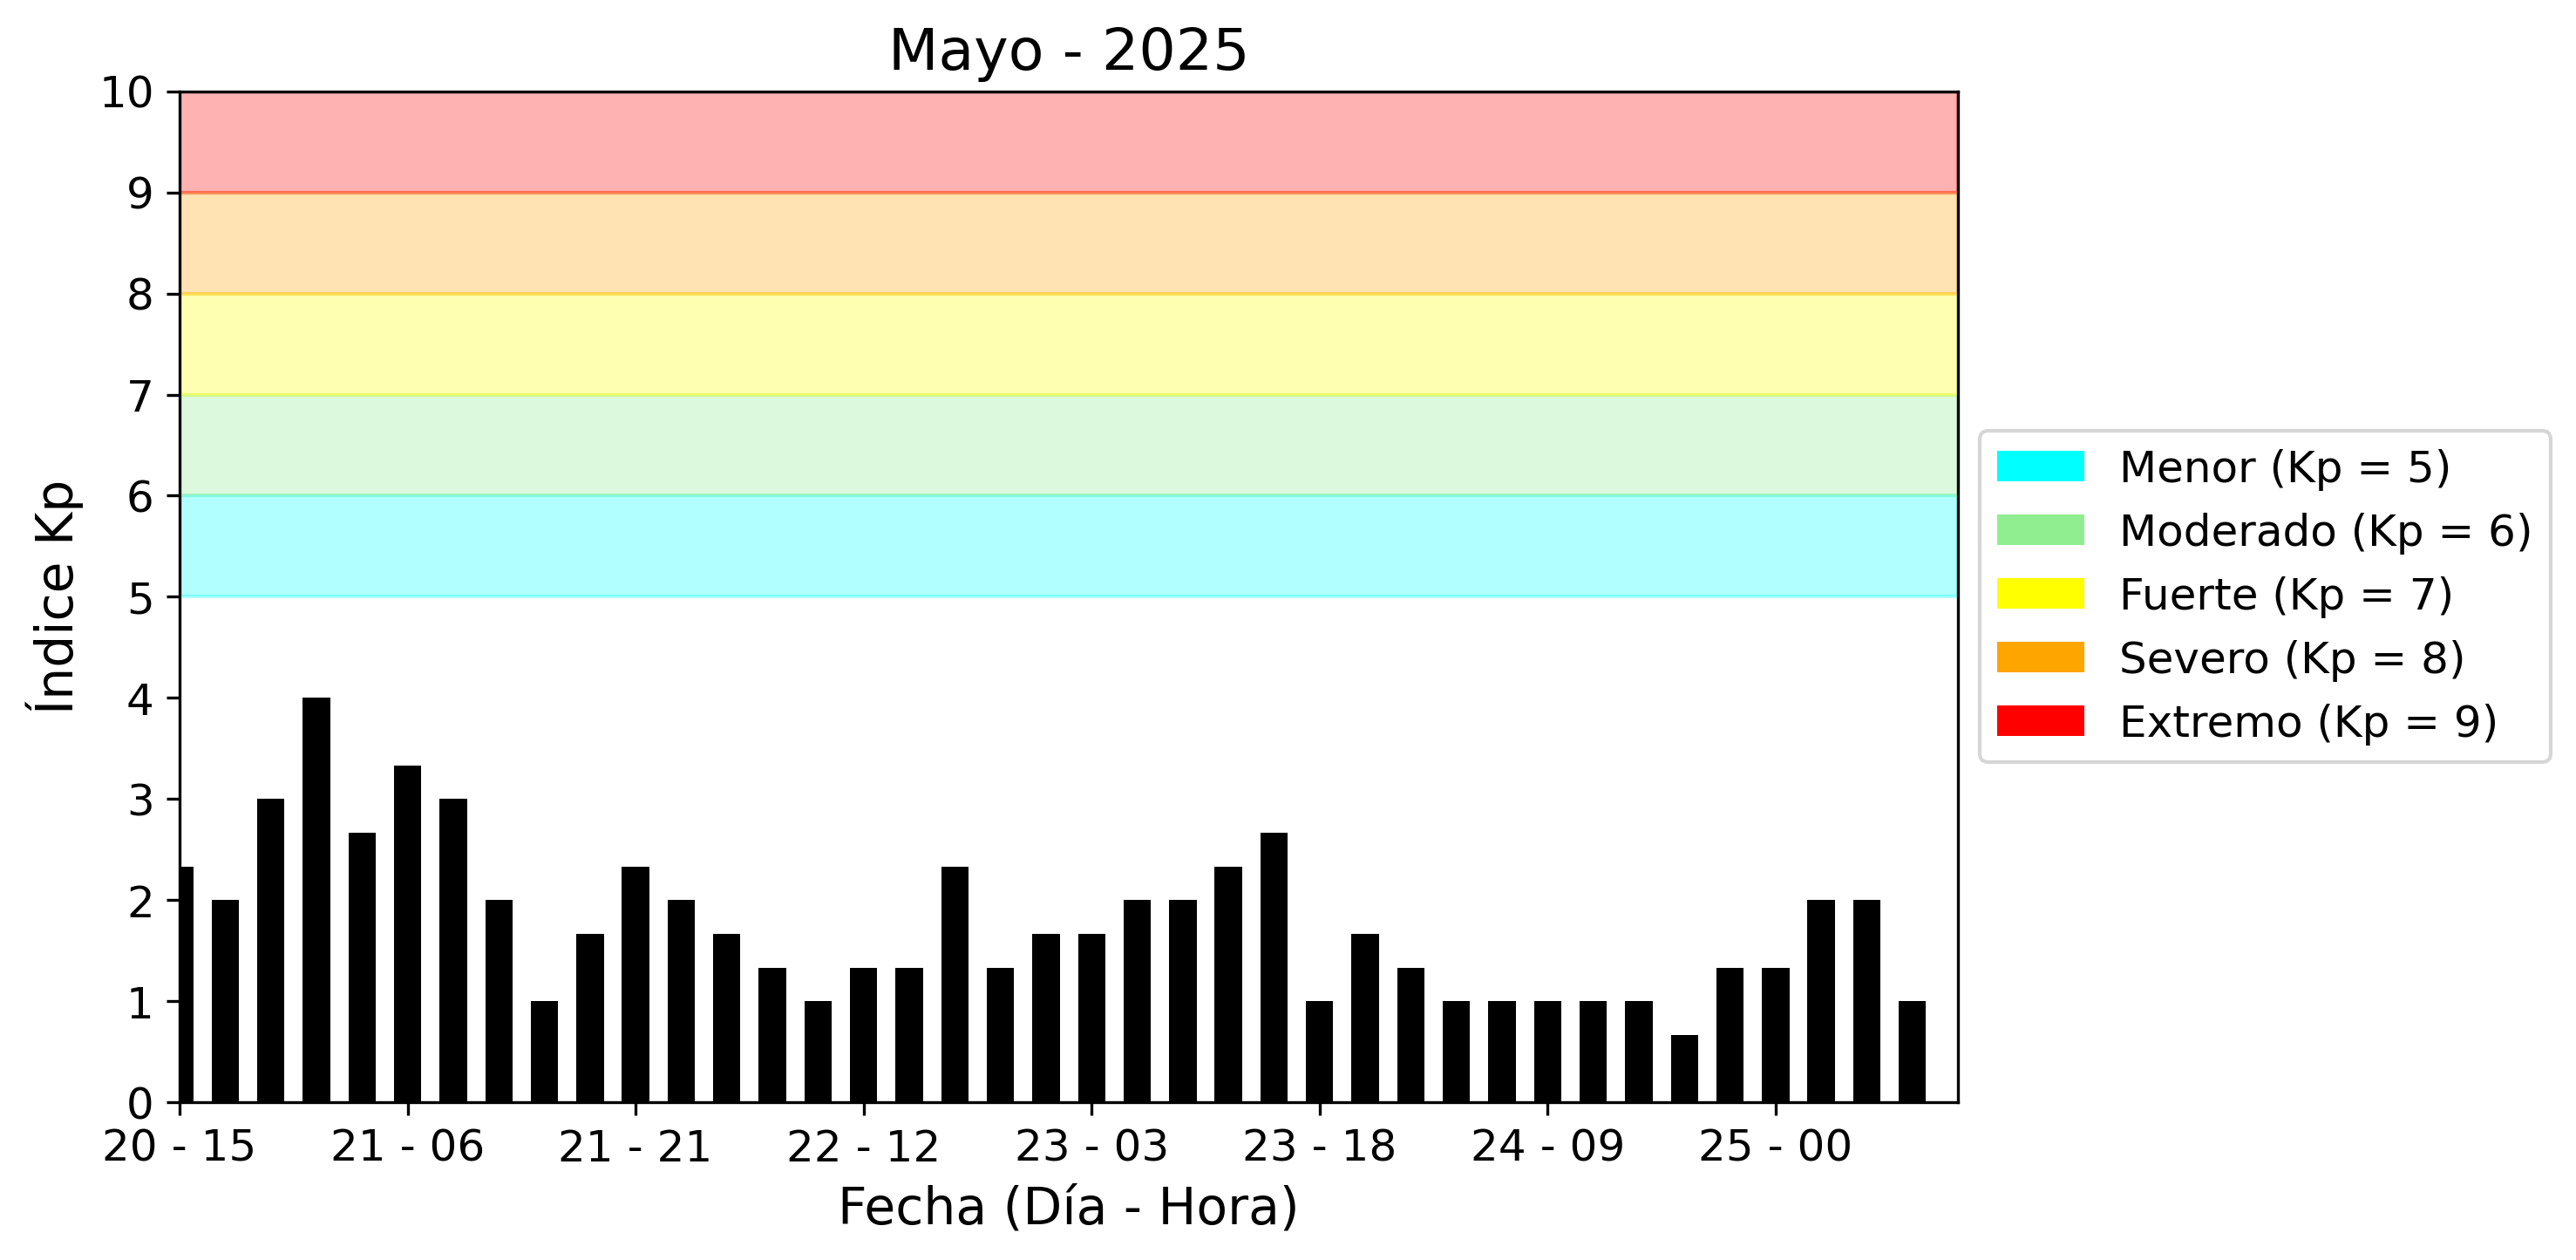 Mayo - 2025
10
9
8
7
6
5
4
3
2
1
0
Índice Kp
20 - 15
21 - 06
21 - 21
22 - 12
23 - 03
23 - 18
24 - 09
25 - 00
Fecha (Día - Hora)
Menor (Kp = 5)
Moderado (Kp = 6)
Fuerte (Kp = 7)
Severo (Kp = 8)
Extremo (Kp = 9)